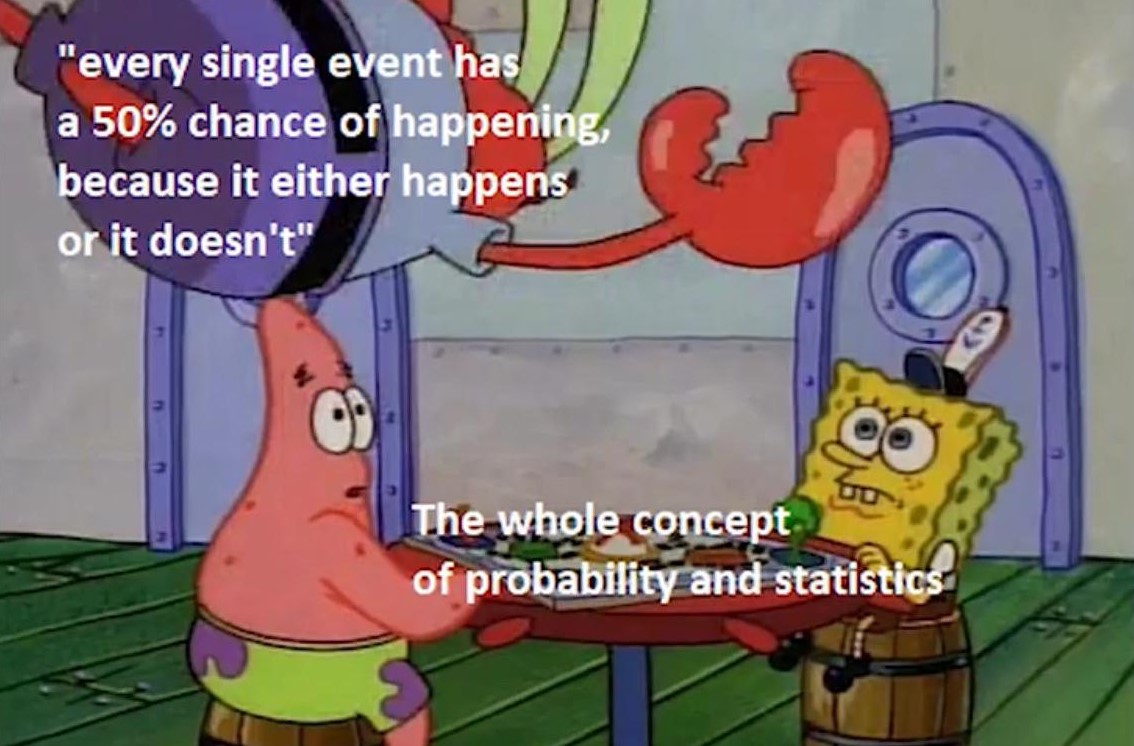 "every single event has
a 50% chance of happening,
because it either happens
or it doesn't"
The whole concept
of probability and statistics